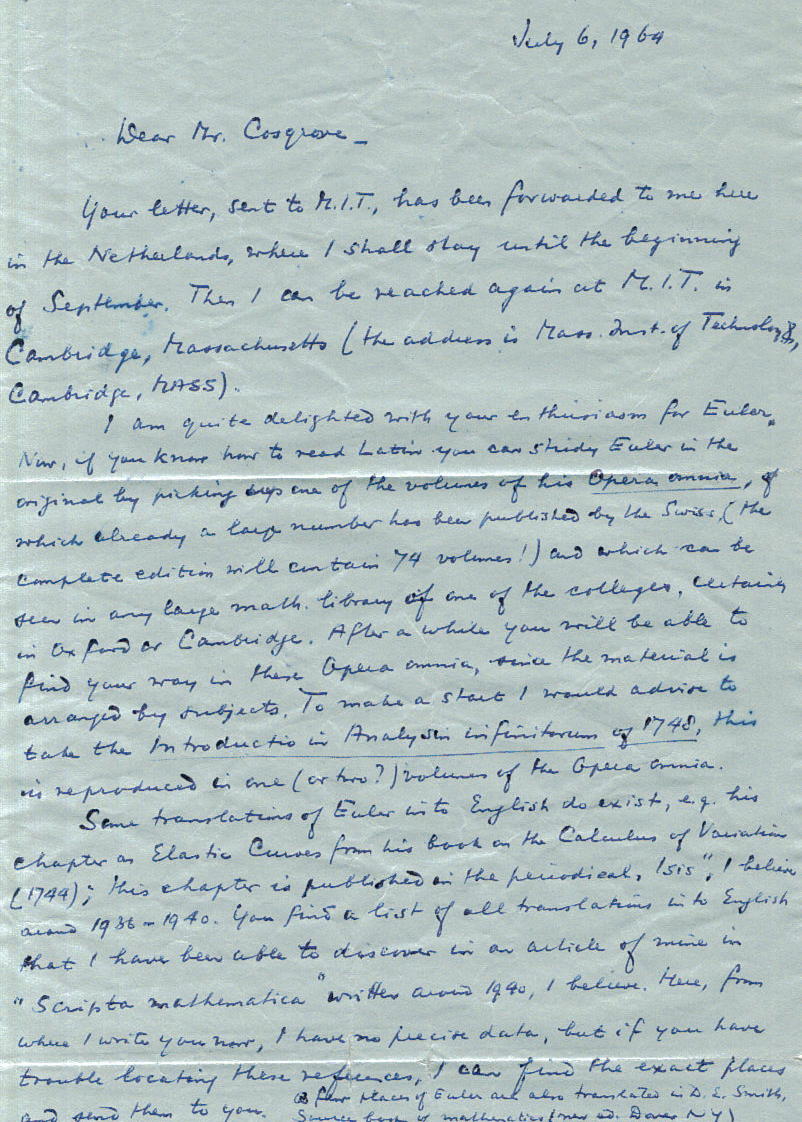 July 6, 1964
Dear Mr. Cosgrove –
Your letter, sent to M.I.T., has been forwarded to me here
in the Netherlands, where I shall stay until the beginning
of September. Then I can be reached again at M.I.T. in
Cambridge, Massachusetts (the address is Mass. Inst. of Technology,
Cambridge, MASS).
I am quite delighted with your enthusiasm for Euler.
Now, if you know how to read Latin you can study Euler in the
original by picking up one of the volumes of his Opera omnia, of
which already a large number has been published by the Swiss, (the
complete edition will contain 74 volumes!) and which can be
seen in any large math. library of one of the colleges, certainly
in Oxford or Cambridge. After a while you will be able to
find your way in these Opera omnia, since the material is
arranged by subjects. To make a start I would advise to
take the Introductio in Analysin infinitorum of 1748, this
is reproduced in one (or two?) volumes of the Opera omnia.
Some translations of Euler into English do exist, e.g. his
chapter on Elastic Curves from his book on the Calculus of Variation
(1744); this chapter is published in the periodical, Isis", I believe
around 1936–1940. You find a list of all translations into English
that I have been able to discover in an article of mine in
"Scripta mathematica" written around 1940, I believe. Here, from
where I write you now, I have no precise data, but if you have
trouble locating these references, I can find the exact places
and send them to you.
A few places of Euler are also translated in D. E. Smith,
Source book of mathematics (new ed. Dover N Y)